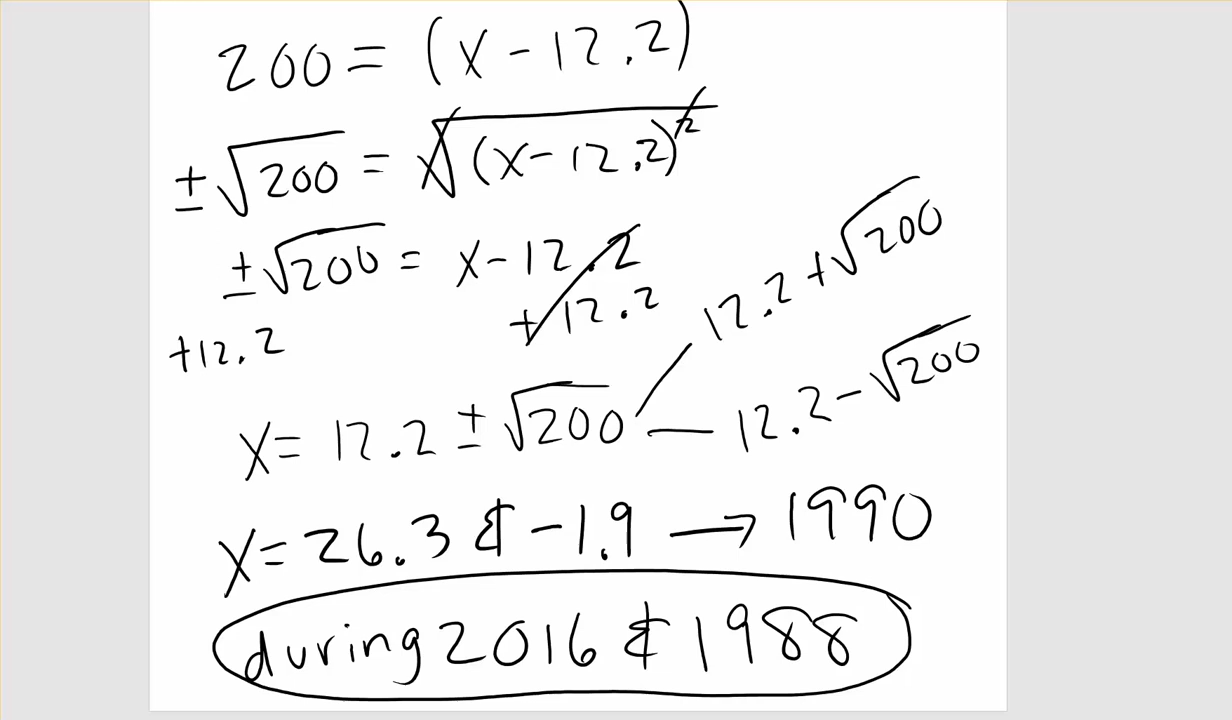 200 = (x - 12.2)
±√200 = √(x - 12.2)²
±√200 = x - 12.2
+12.2 +12.2
12.2 + √200
x = 12.2 ± √200
12.2 - √200
x = 26.3 & -1.9 → 1990
during 2016 & 1988